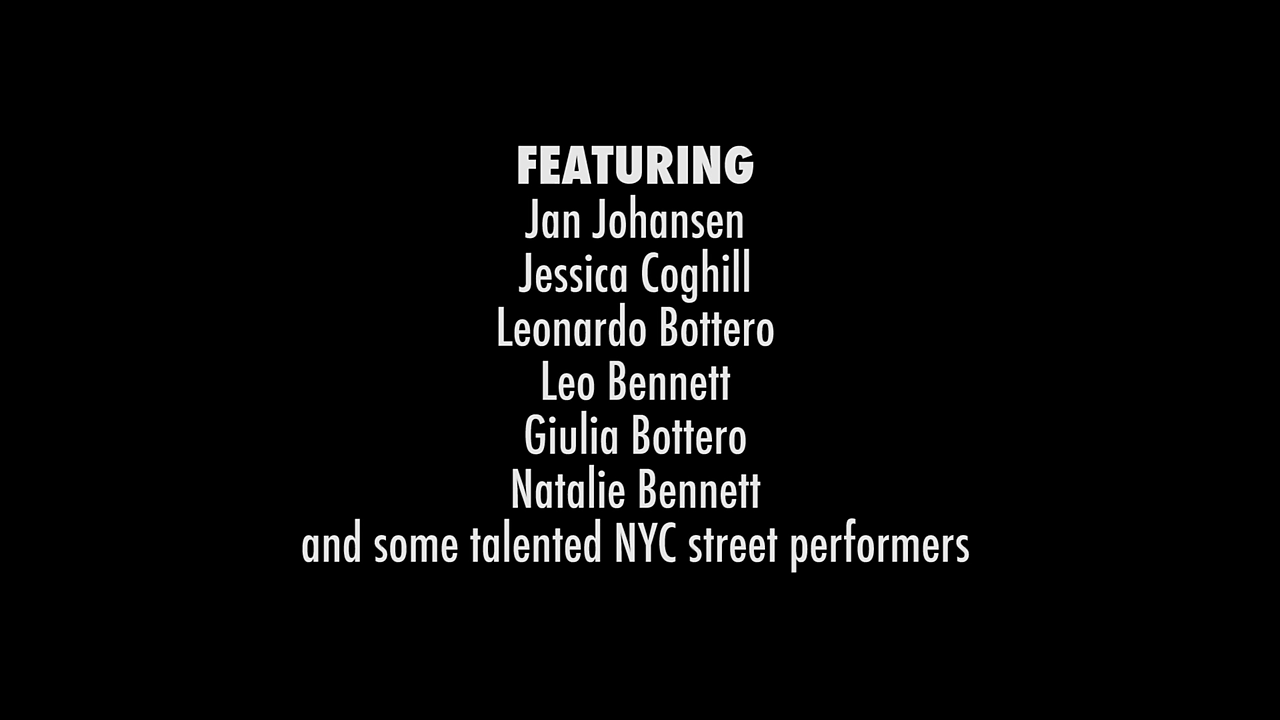 FEATURING
Jan Johansen
Jessica Coghill
Leonardo Bottero
Leo Bennett
Giulia Bottero
Natalie Bennett
and some talented NYC street performers